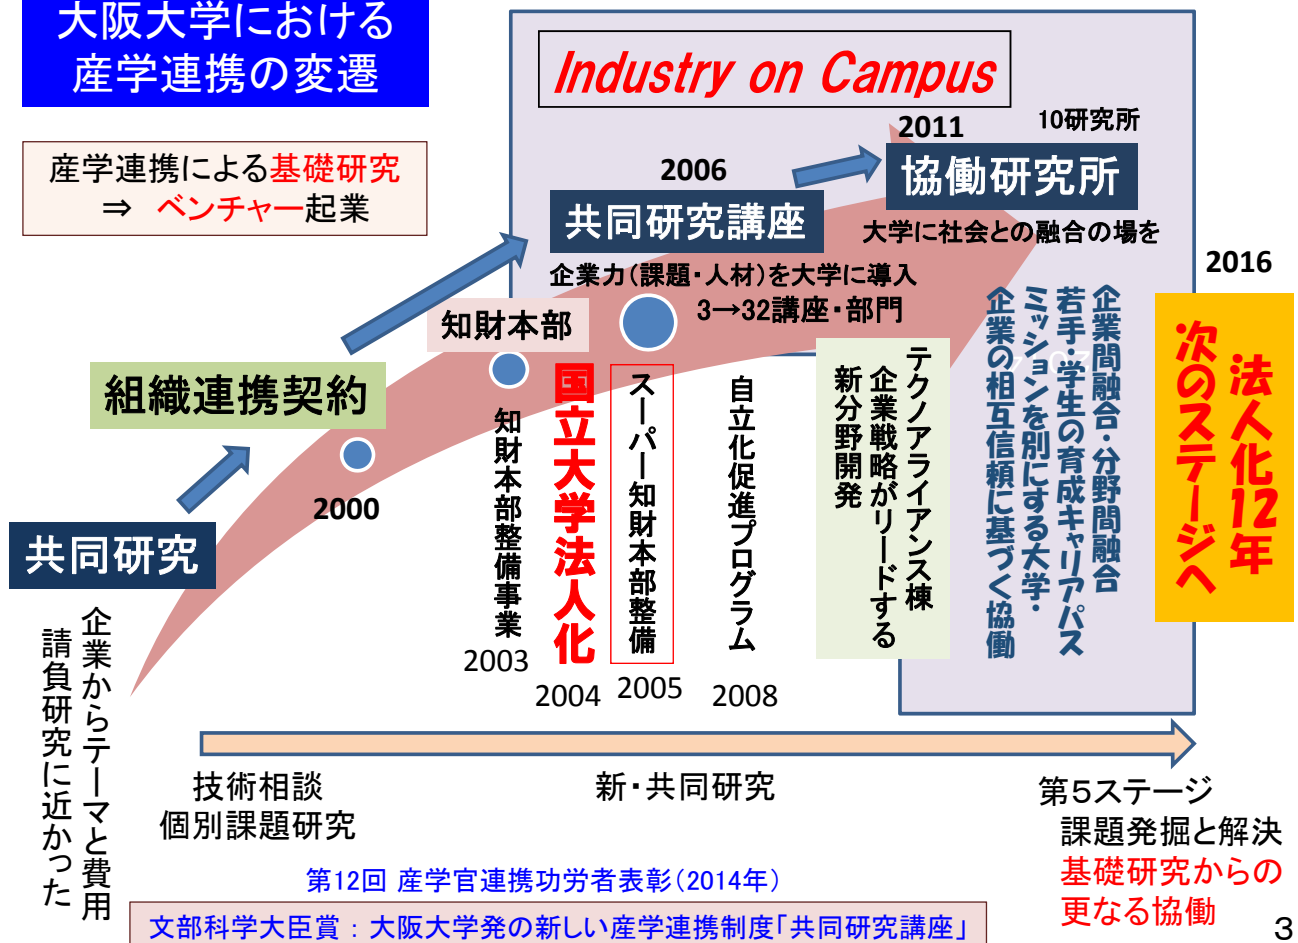 大阪大学における
産学連携の変遷
産学連携による基礎研究
⇒ ベンチャー起業
Industry on Campus
2011
10研究所
協働研究所
大学に社会との融合の場を
2006
共同研究講座
企業力(課題・人材)を大学に導入
3→32講座・部門
知財本部
組織連携契約
2000
共同研究
企業からテーマと費用
請負研究に近かった
知財本部整備事業
2003
国立大学法人化
2004
スーパー知財本部整備
2005
自立化促進プログラム
2008
テクノアライアンス棟
企業戦略がリードする
新分野開発
企業間融合・分野間融合
若手・学生の育成キャリアパス
ミッションを別にする大学・
企業の相互信頼に基づく協働
2016
法人化12年
次のステージへ
技術相談
個別課題研究
新・共同研究
第5ステージ
課題発掘と解決
基礎研究からの
更なる協働
第12回 産学官連携功労者表彰(2014年)
文部科学大臣賞:大阪大学発の新しい産学連携制度「共同研究講座」
3